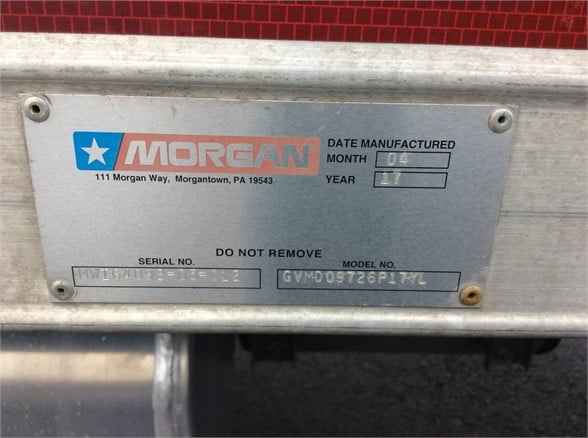 MORGAN
111 Morgan Way, Morgantown, PA 19543
DATE MANUFACTURED
MONTH 04
YEAR 17
DO NOT REMOVE
SERIAL NO.
MODEL NO.
GVMD09726P17YL